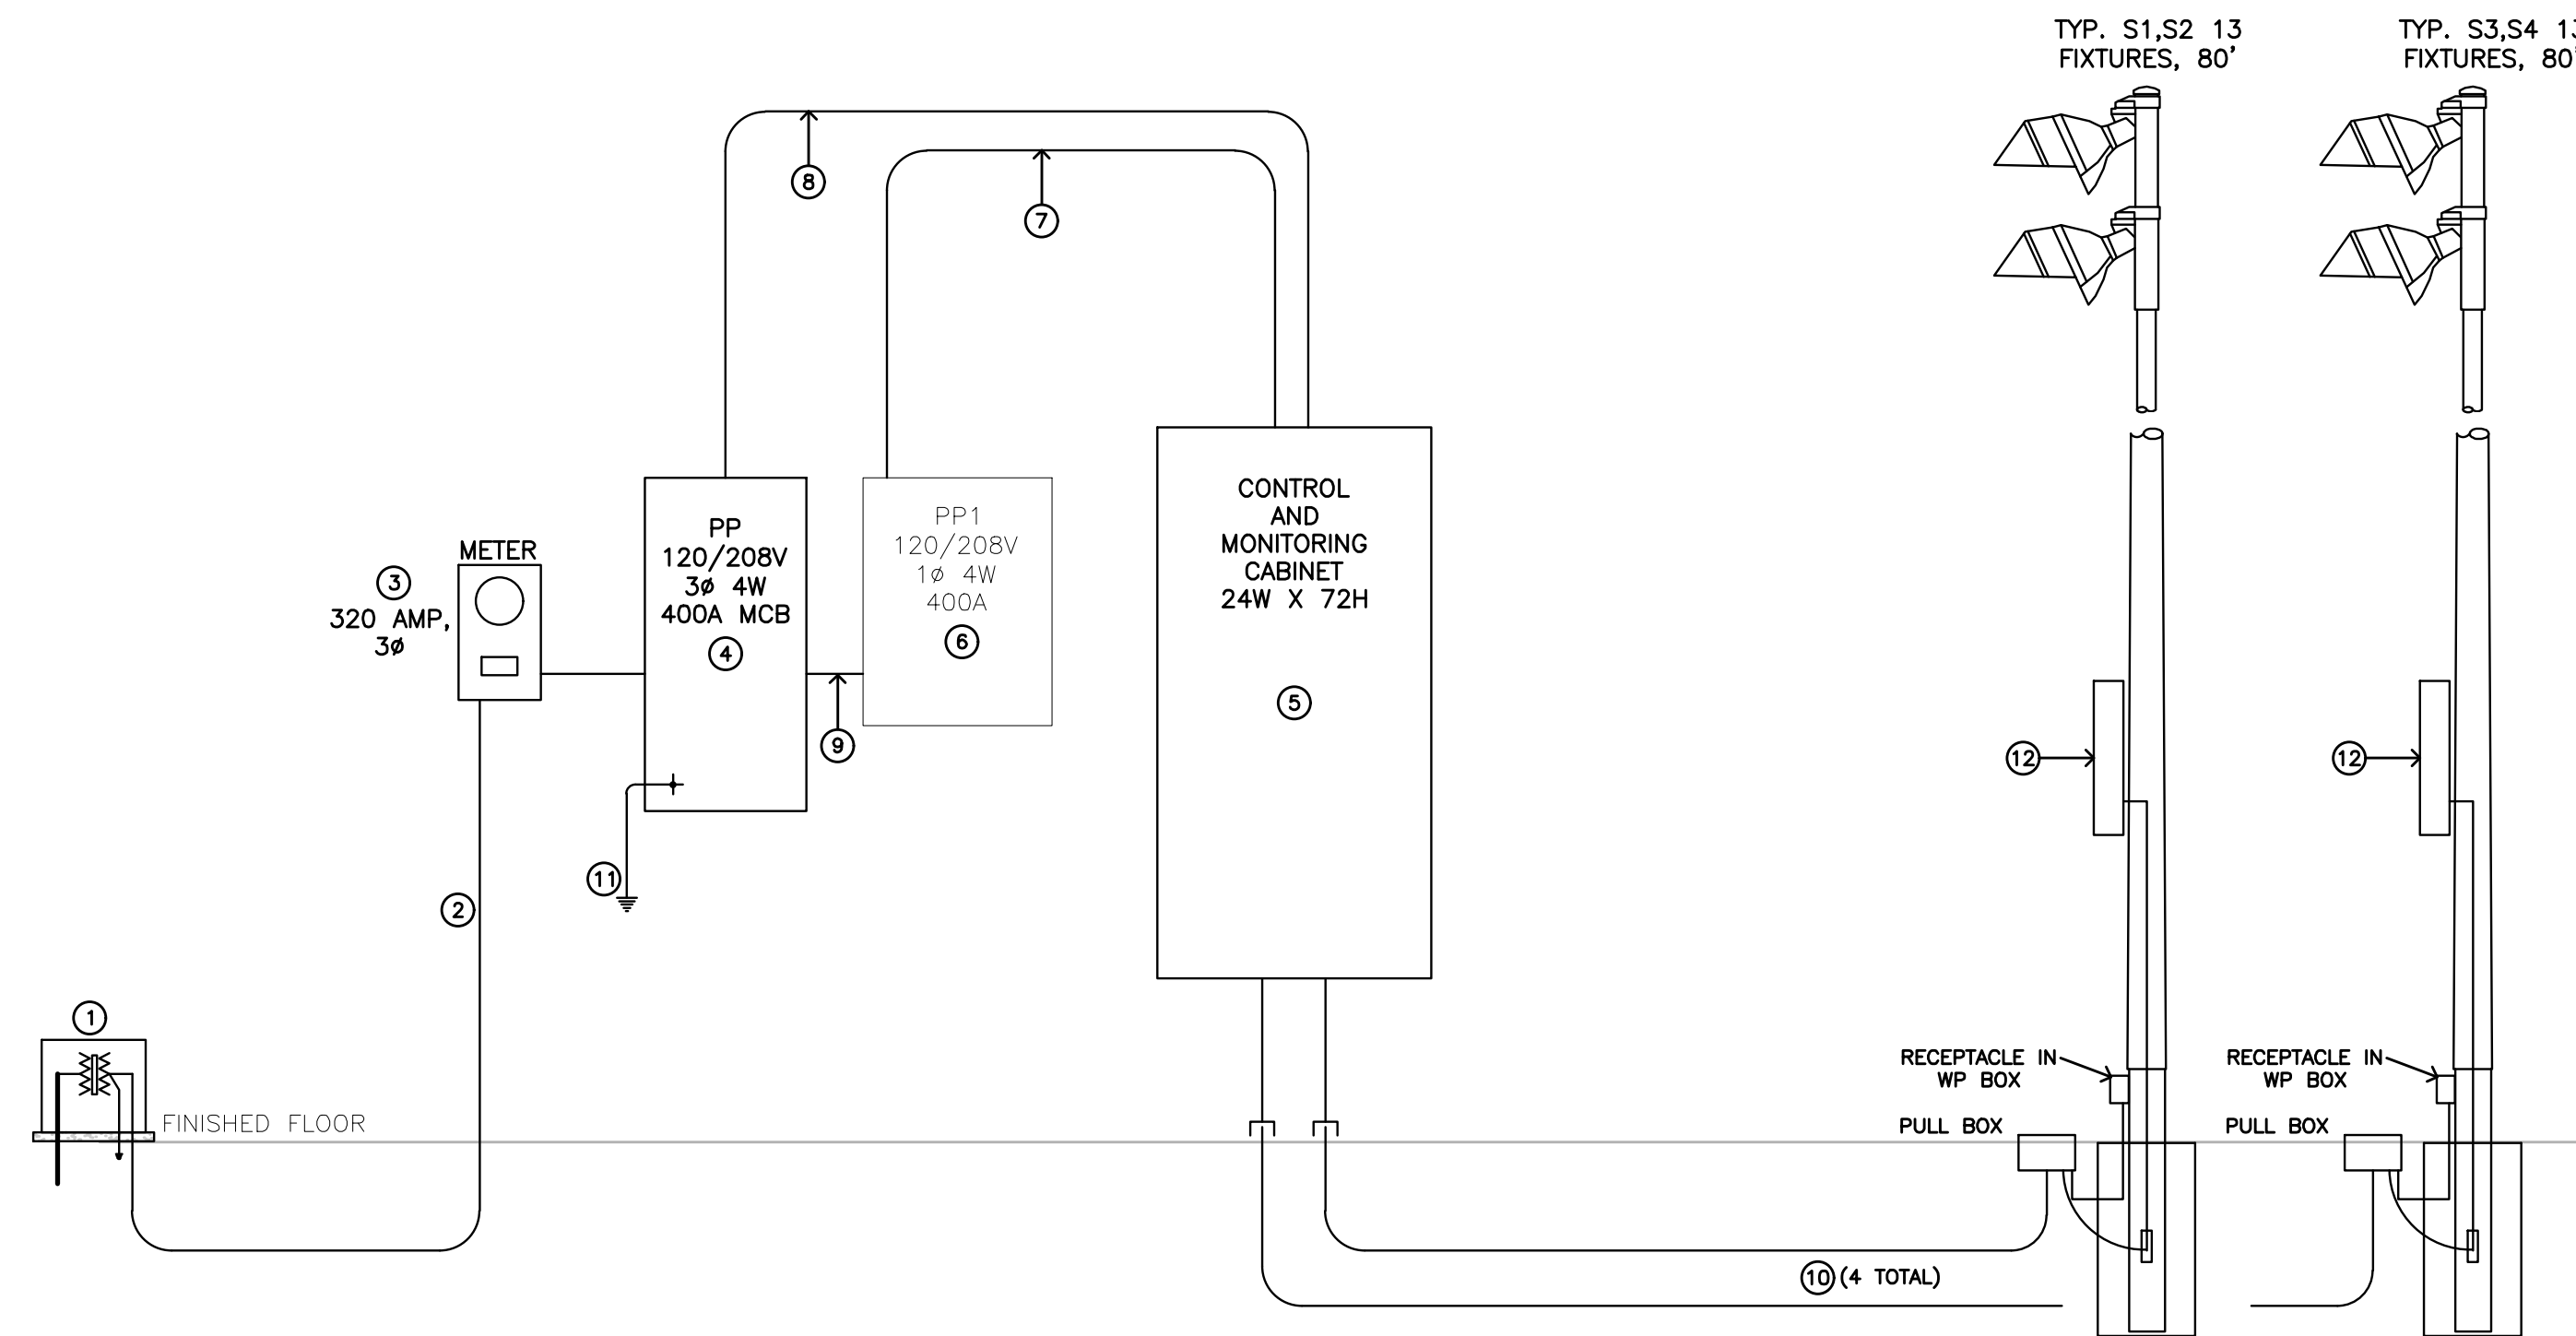 TYP. S1,S2 13
FIXTURES, 80'
TYP. S3,S4 13
FIXTURES, 80'
8
7
CONTROL
AND
MONITORING
CABINET
24W X 72H
5
PP
120/208V
3ø 4W
400A MCB
4
PP1
120/208V
1ø 4W
400A
6
METER
3
320 AMP,
3ø
9
12
12
11
2
1
FINISHED FLOOR
RECEPTACLE IN
WP BOX
RECEPTACLE IN
WP BOX
PULL BOX
PULL BOX
10 (4 TOTAL)